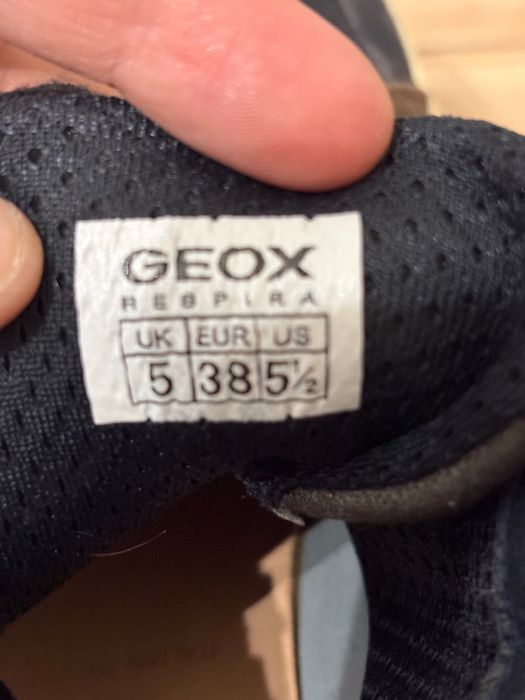 GEOX
RESPIRA
UK EUR US
5 38 5½